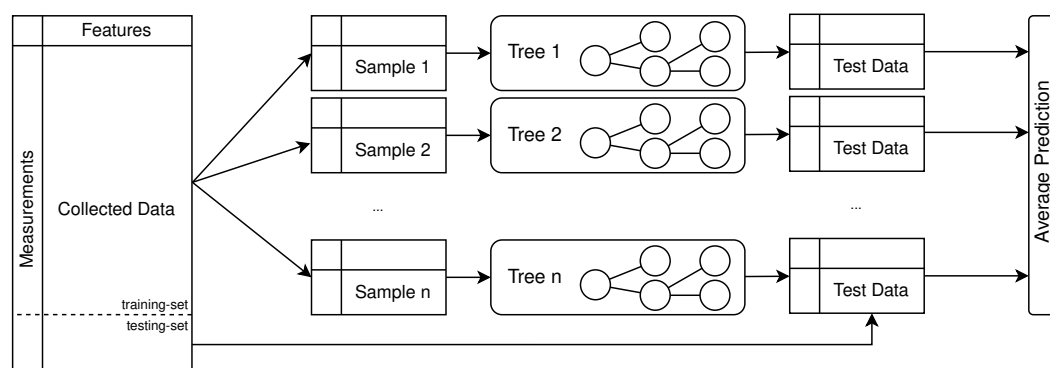 Features
Measurements
Collected Data
training-set
testing-set
Sample 1
Tree 1
Test Data
Sample 2
Tree 2
Test Data
...
...
Sample n
Tree n
Test Data
Average Prediction